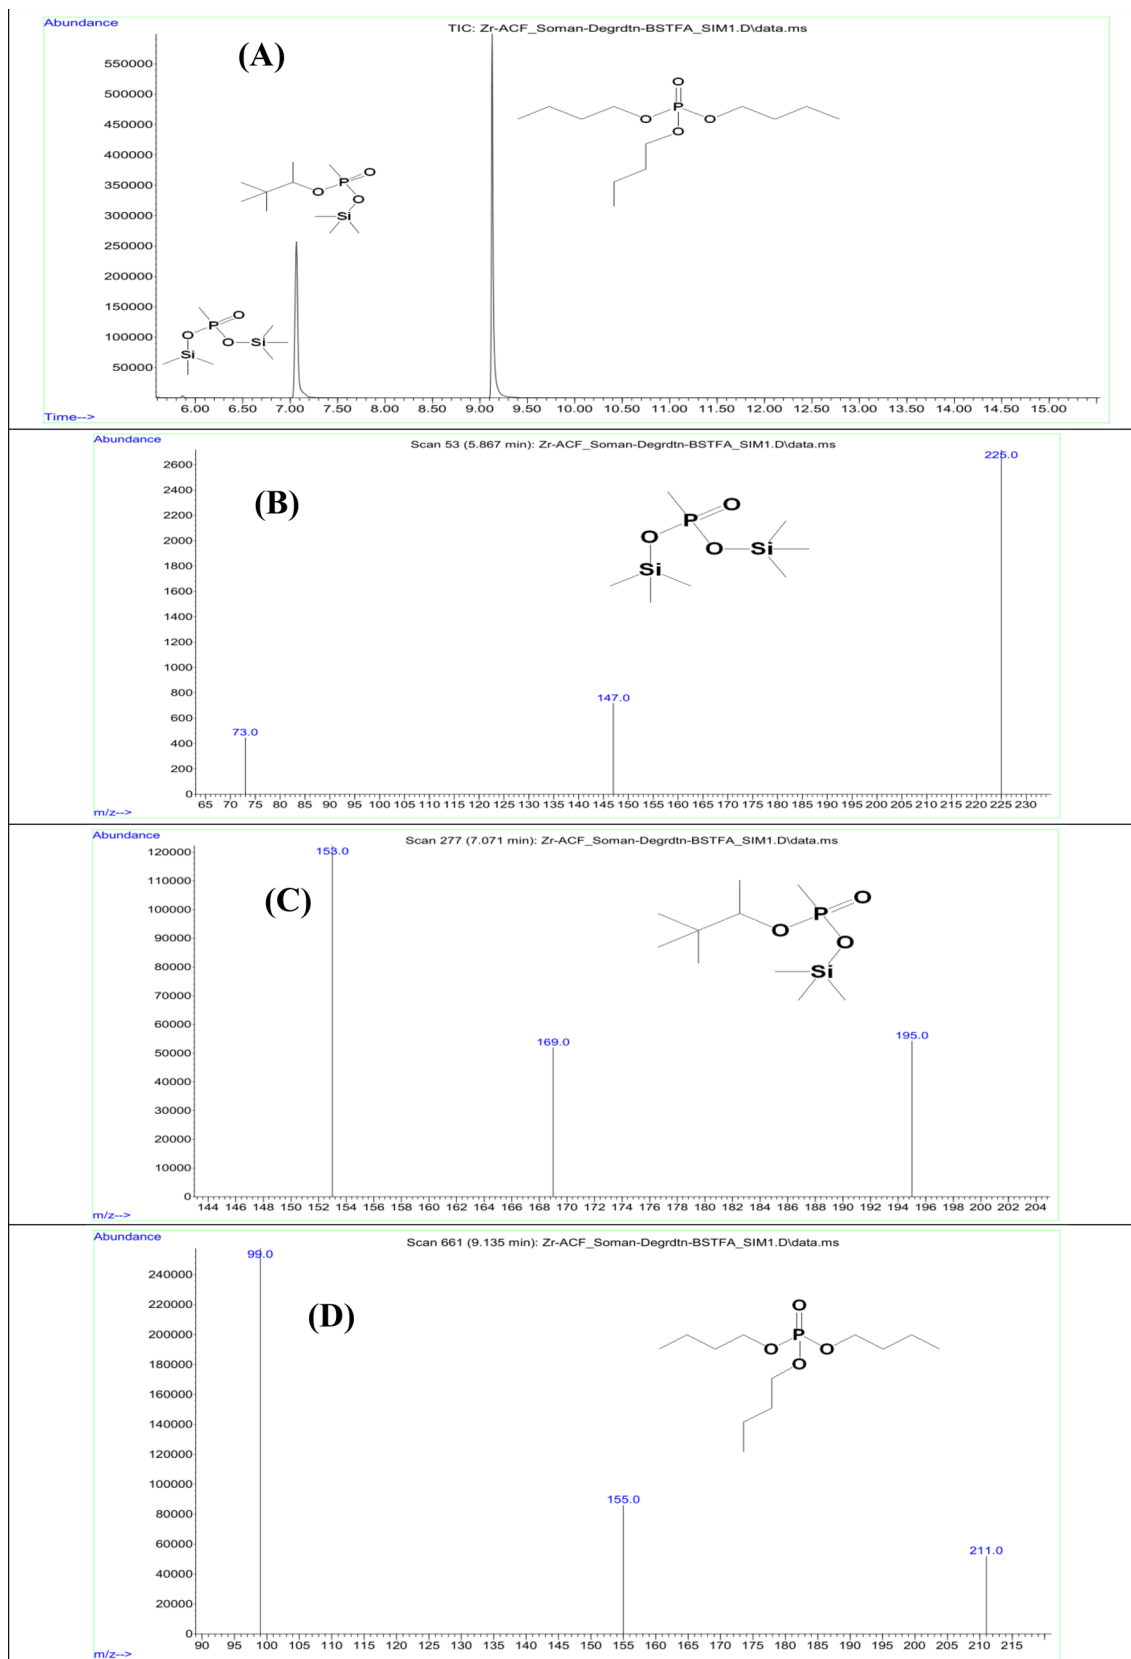 Abundance
TIC: Zr-ACF_Soman-Degrdtn-BSTFA_SIM1.D\data.ms
(A)
550000
500000
450000
400000
350000
300000
250000
200000
150000
100000
50000
O
P
O O
O
O
P
O
O
Si
O
P
O
O
Si
Si
6.00 6.50 7.00 7.50 8.00 8.50 9.00 9.50 10.00 10.50 11.00 11.50 12.00 12.50 13.00 13.50 14.00 14.50 15.00
Time-->
Abundance
Scan 53 (5.867 min): Zr-ACF_Soman-Degrdtn-BSTFA_SIM1.D\data.ms
225.0
(B)
2600
2400
2200
2000
1800
1600
1400
1200
1000
800
600
400
200
0
O
P
O
O
Si
Si
147.0
73.0
65 70 75 80 85 90 95 100 105 110 115 120 125 130 135 140 145 150 155 160 165 170 175 180 185 190 195 200 205 210 215 220 225 230
m/z-->
Abundance
Scan 277 (7.071 min): Zr-ACF_Soman-Degrdtn-BSTFA_SIM1.D\data.ms
153.0
(C)
120000
110000
100000
90000
80000
70000
60000
50000
40000
30000
20000
10000
0
O
P
O
O
Si
169.0
195.0
144 146 148 150 152 154 156 158 160 162 164 166 168 170 172 174 176 178 180 182 184 186 188 190 192 194 196 198 200 202 204
m/z-->
Abundance
Scan 661 (9.135 min): Zr-ACF_Soman-Degrdtn-BSTFA_SIM1.D\data.ms
99.0
(D)
240000
220000
200000
180000
160000
140000
120000
100000
80000
60000
40000
20000
0
O
P
O O
O
155.0
211.0
90 95 100 105 110 115 120 125 130 135 140 145 150 155 160 165 170 175 180 185 190 195 200 205 210 215
m/z-->